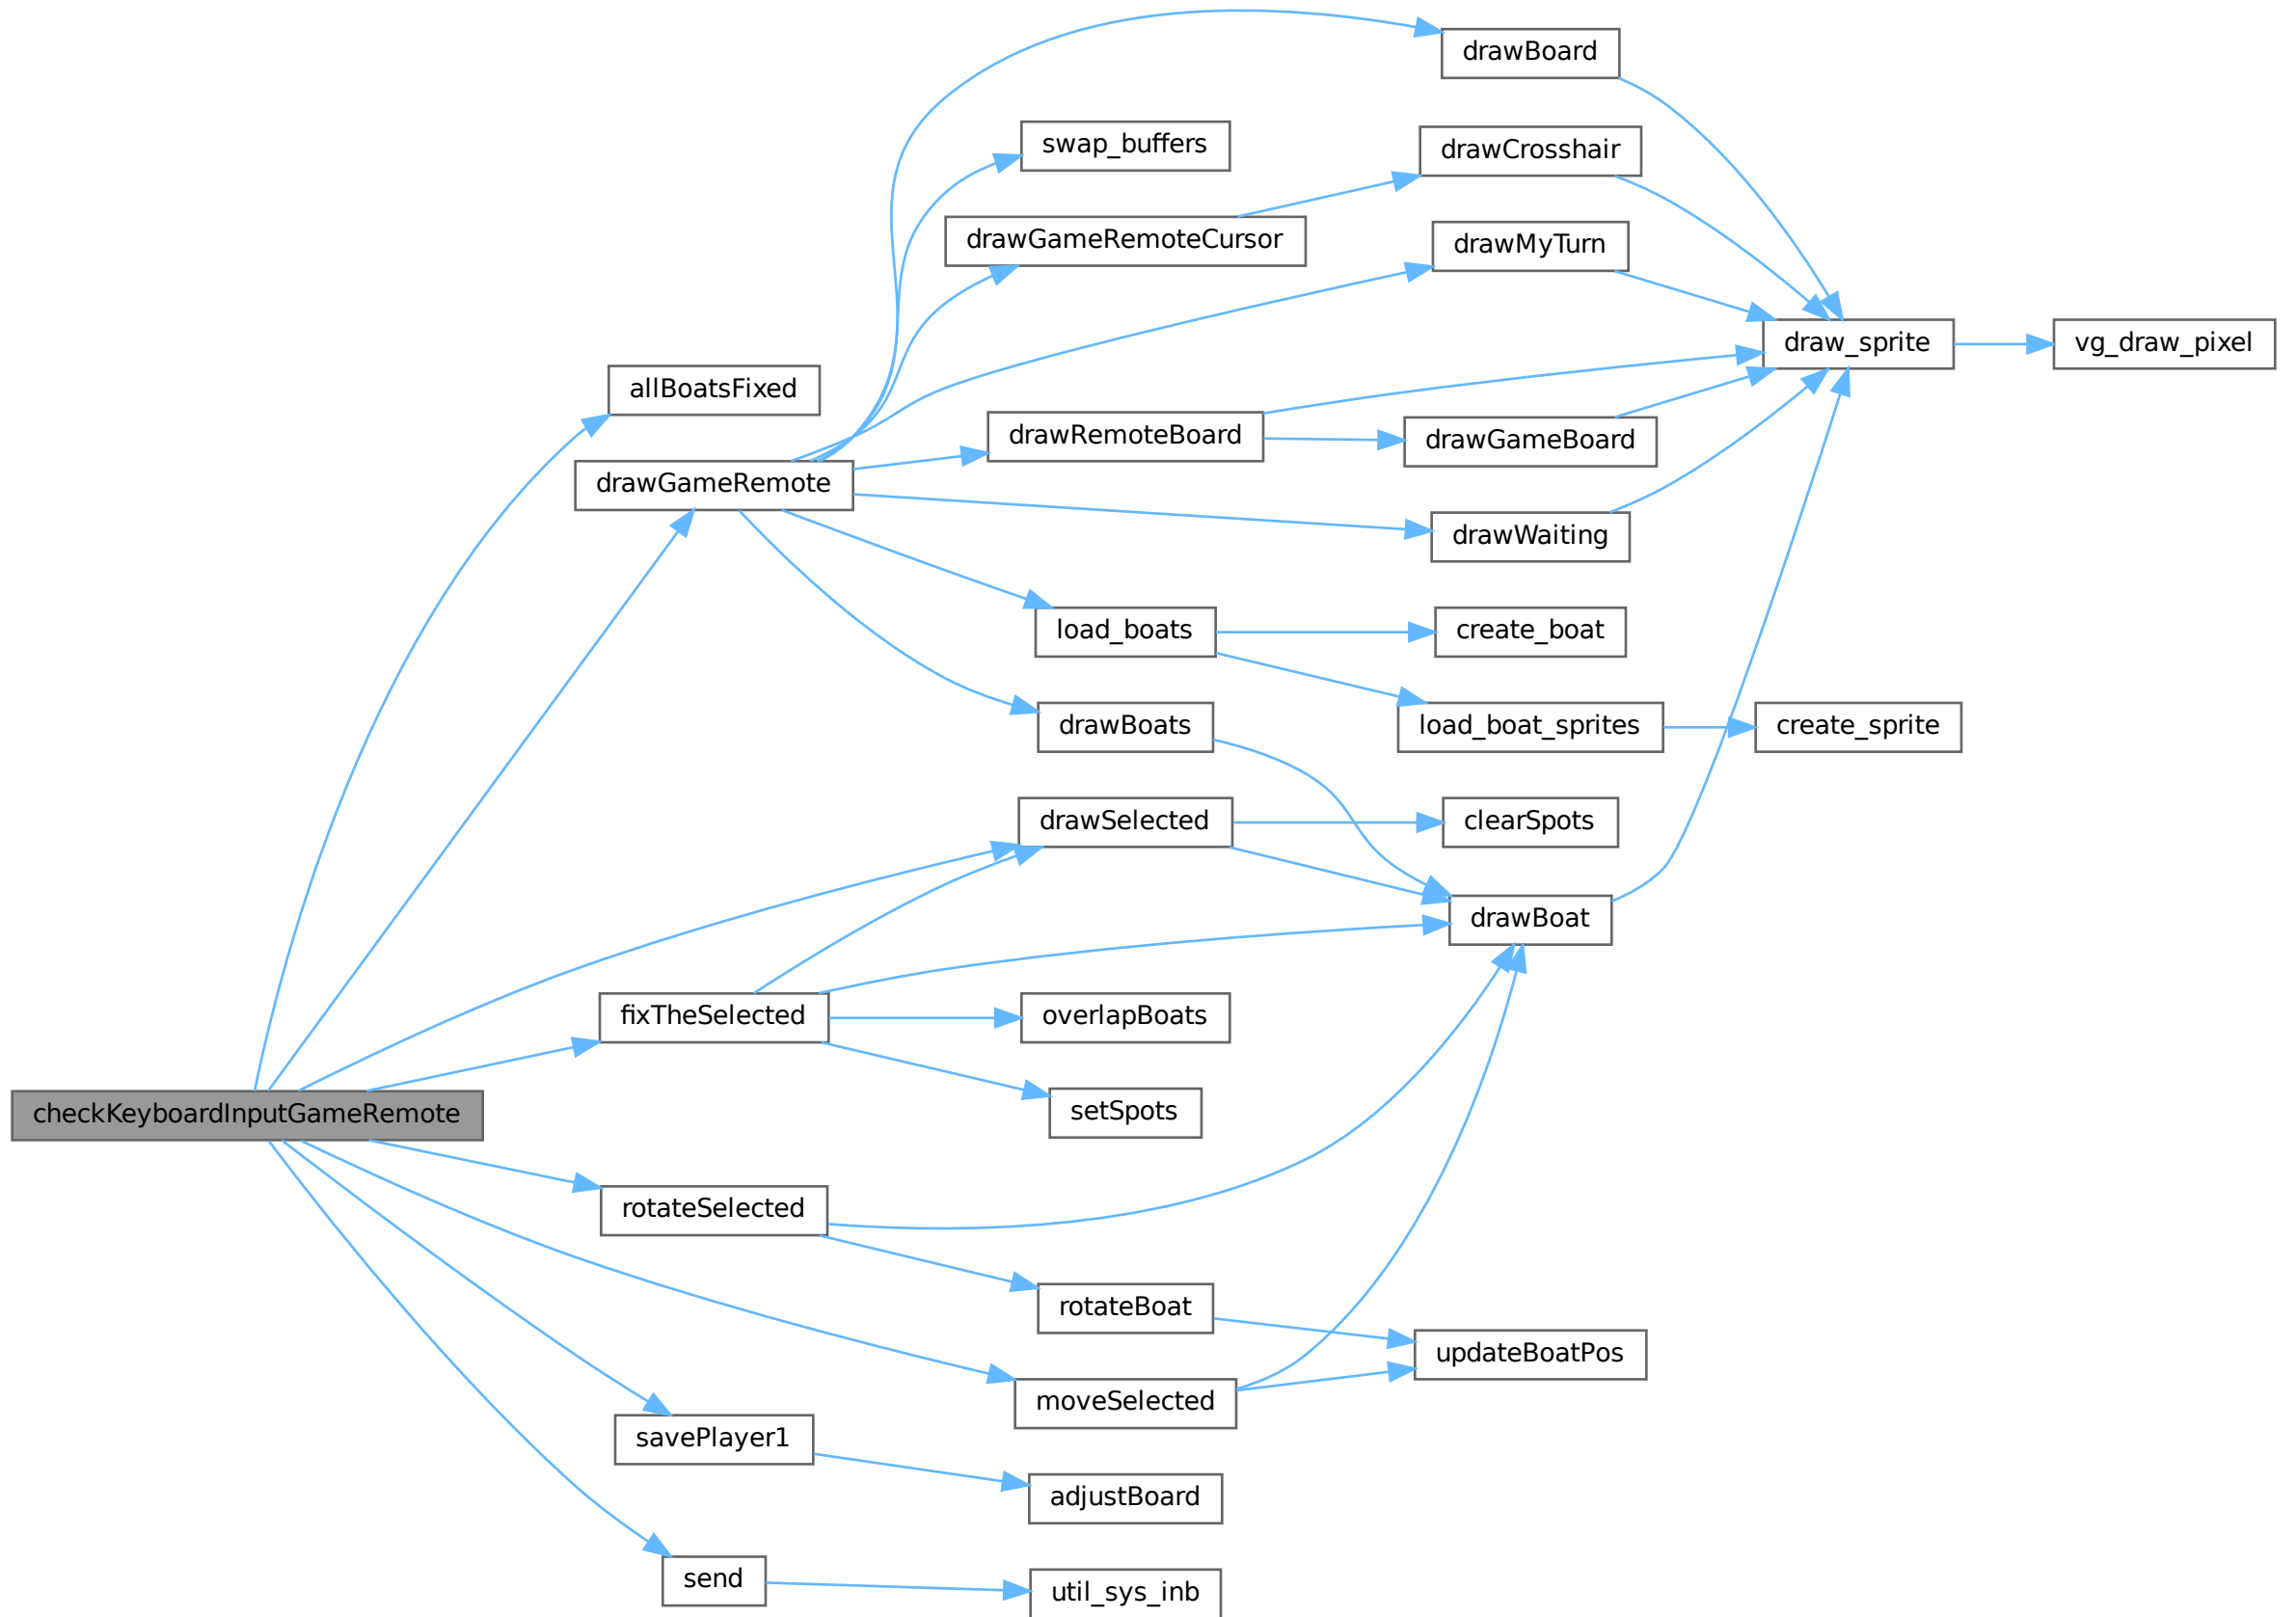 drawBoard
swap_buffers
drawCrosshair
drawGameRemoteCursor
drawMyTurn
draw_sprite
vg_draw_pixel
allBoatsFixed
drawRemoteBoard
drawGameBoard
drawGameRemote
drawWaiting
load_boats
create_boat
drawBoats
load_boat_sprites
create_sprite
drawSelected
clearSpots
drawBoat
fixTheSelected
overlapBoats
checkKeyboardInputGameRemote
setSpots
rotateSelected
rotateBoat
updateBoatPos
moveSelected
savePlayer1
adjustBoard
send
util_sys_inb